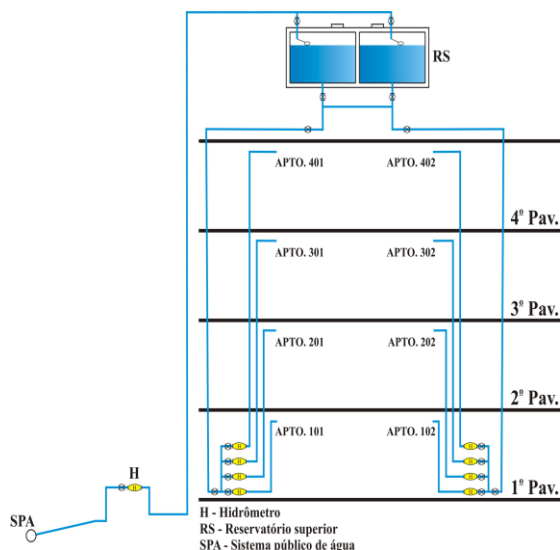 RS
APTO. 401
APTO. 402
4º Pav.
APTO. 301
APTO. 302
3º Pav.
APTO. 201
APTO. 202
2º Pav.
APTO. 101
APTO. 102
H
1º Pav.
SPA
H - Hidrômetro
RS - Reservatório superior
SPA - Sistema público de água